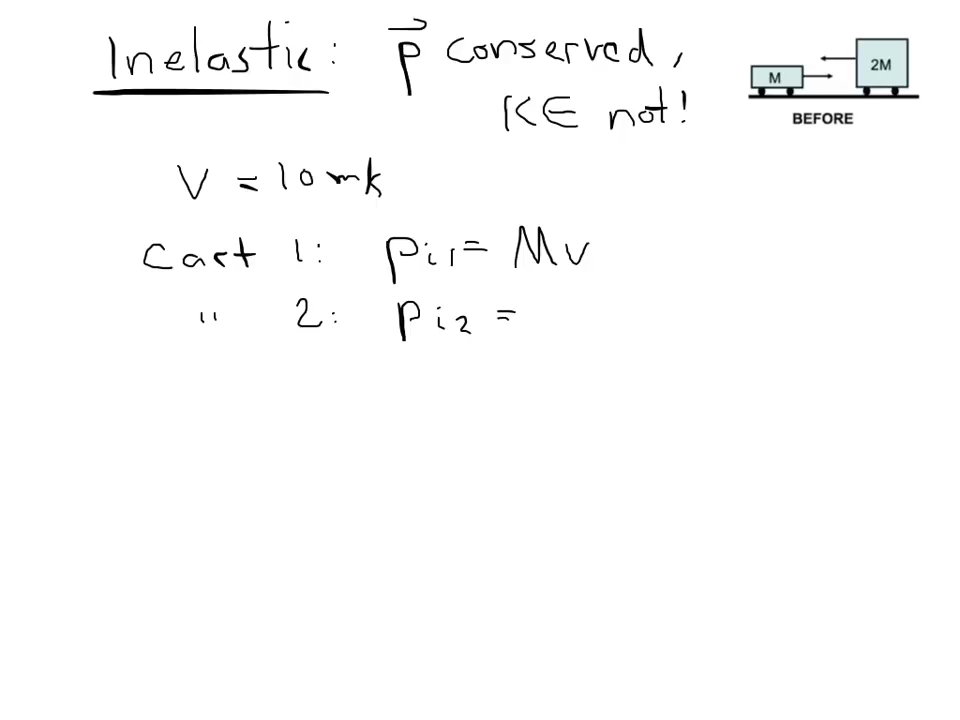 Inelastic: p⃗ conserved,
KE not!
M
2M
BEFORE
V = 10 m/s
Cart 1: pi1 = Mv
" 2: pi2 =